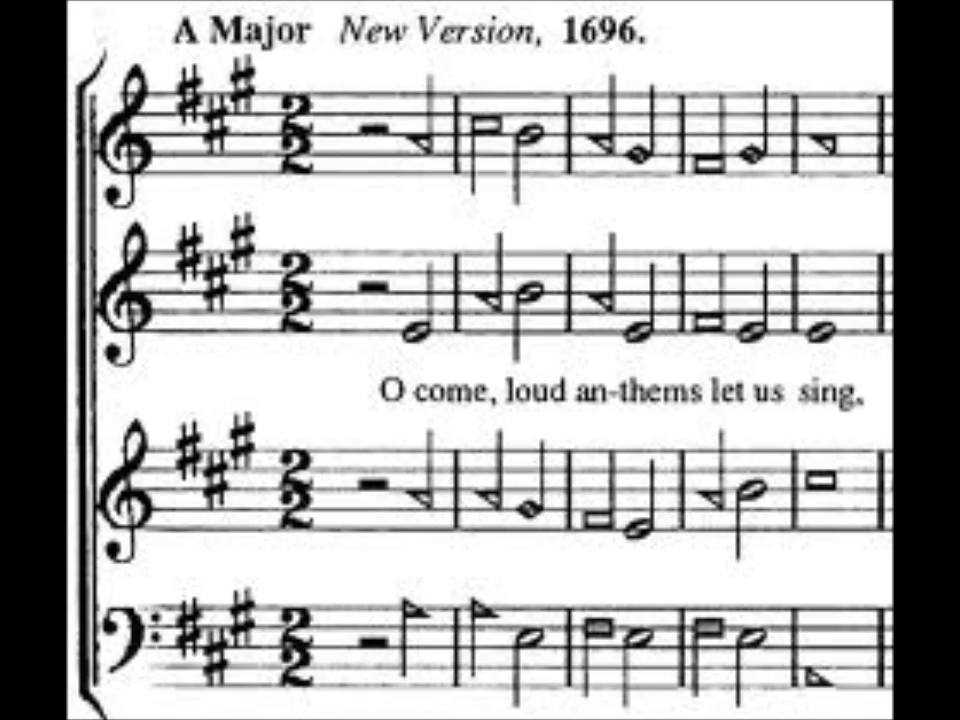 A Major New Version, 1696.
O come, loud an-thems let us sing,